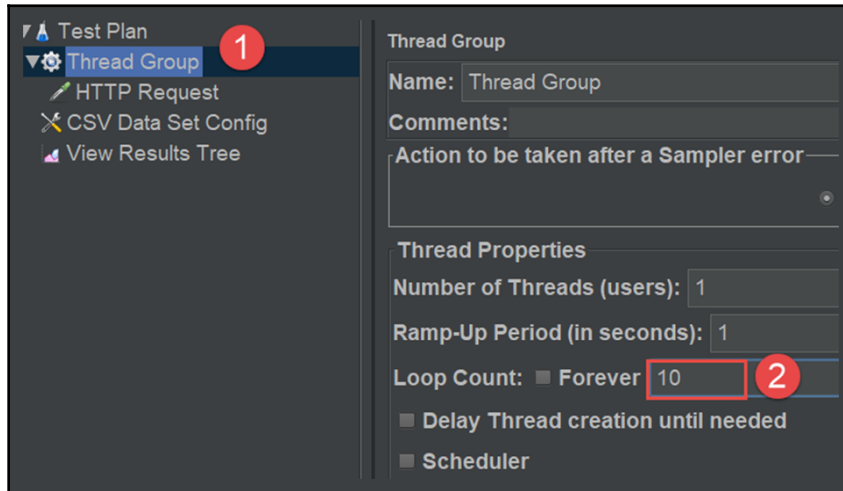 Test Plan
Thread Group
1
HTTP Request
CSV Data Set Config
View Results Tree
Thread Group
Name: Thread Group
Comments:
Action to be taken after a Sampler error
Thread Properties
Number of Threads (users): 1
Ramp-Up Period (in seconds): 1
Loop Count: Forever 10 2
Delay Thread creation until needed
Scheduler